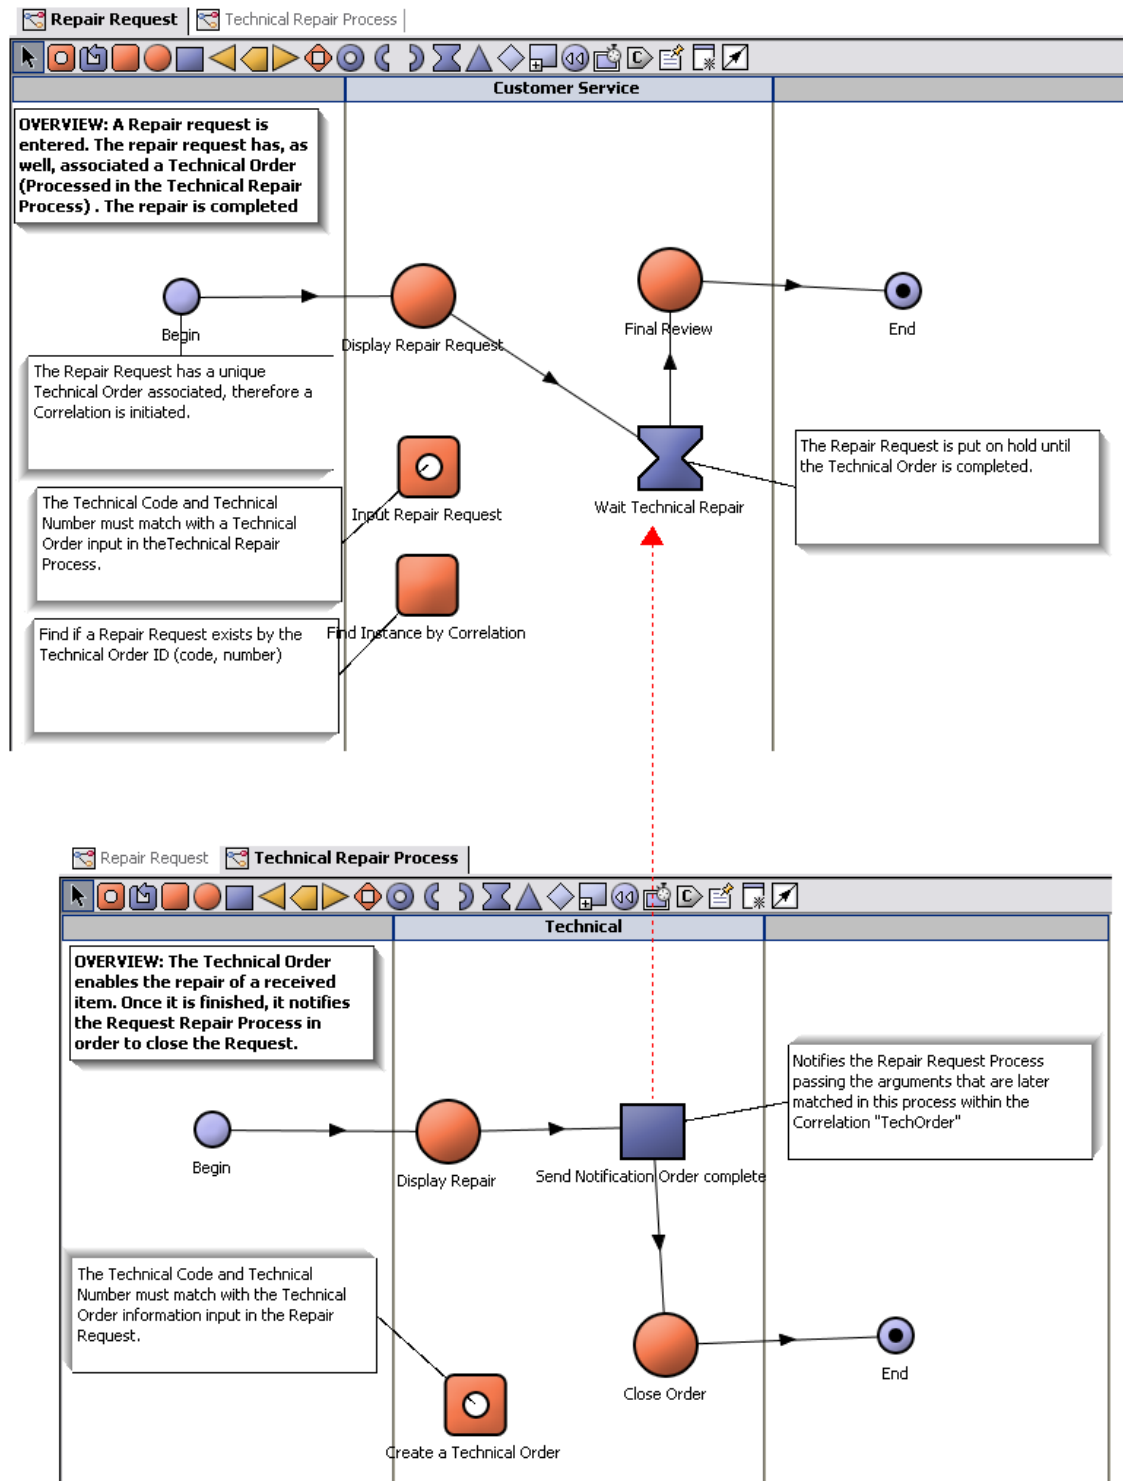 Repair Request
Technical Repair Process
Customer Service
OVERVIEW: A Repair request is
entered. The repair request has, as
well, associated a Technical Order
(Processed in the Technical Repair
Process) . The repair is completed
Begin
Display Repair Request
Final Review
End
The Repair Request has a unique
Technical Order associated, therefore a
Correlation is initiated.
The Repair Request is put on hold until
the Technical Order is completed.
Wait Technical Repair
The Technical Code and Technical
Number must match with a Technical
Order input in theTechnical Repair
Process.
Input Repair Request
Find if a Repair Request exists by the
Technical Order ID (code, number)
Find Instance by Correlation
Repair Request
Technical Repair Process
C
Technical
OVERVIEW: The Technical Order
enables the repair of a received
item. Once it is finished, it notifies
the Request Repair Process in
order to close the Request.
Notifies the Repair Request Process
passing the arguments that are later
matched in this process within the
Correlation "TechOrder"
Begin
Display Repair
Send Notification Order complete
The Technical Code and Technical
Number must match with the Technical
Order information input in the Repair
Request.
Close Order
End
Create a Technical Order